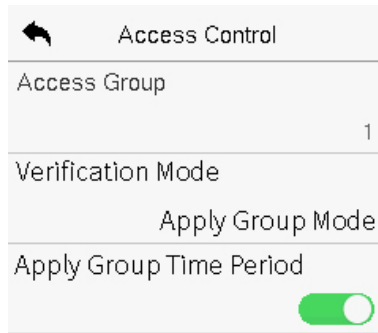 Access Control
Access Group
1
Verification Mode
Apply Group Mode
Apply Group Time Period